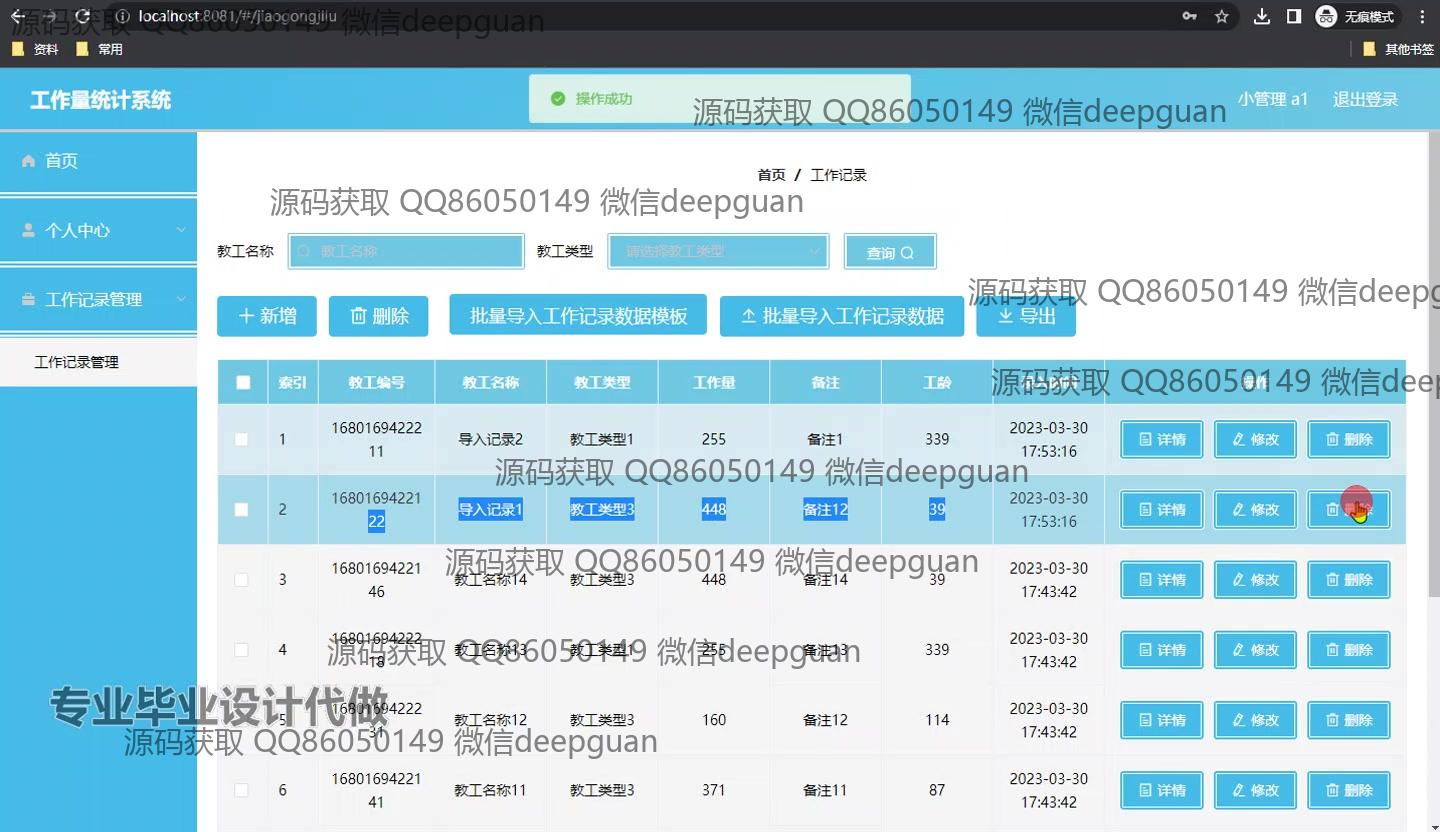 localhost:8081/#/jiaogongjilu
无痕模式
源码获取 QQ86050149 微信deepguan
资料
常用
其他书签
工作量统计系统
操作成功
小管理 a1
退出登录
源码获取 QQ86050149 微信deepguan
首页
个人中心
工作记录管理
工作记录管理
首页 / 工作记录
源码获取 QQ86050149 微信deepguan
教工名称
教工名称
教工类型
请选择教工类型
查询
源码获取 QQ86050149 微信deepg
新增
删除
批量导入工作记录数据模板
批量导入工作记录数据
导出
索引 教工编号 教工名称 教工类型 工作量 备注 工龄
源码获取 QQ86050149 微信deep
1 16801694222 11 导入记录2 教工类型1 255 备注1 339 2023-03-30 17:53:16 详情 修改 删除
源码获取 QQ86050149 微信deepguan
2 16801694221 22 导入记录1 教工类型3 448 备注12 39 2023-03-30 17:53:16 详情 修改
源码获取 QQ86050149 微信deepguan
3 16801694221 46 教工名称14 教工类型3 448 备注14 39 2023-03-30 17:43:42 详情 修改 删除
4 16801694222 18 教工名称13 教工类型1 255 备注13 339 2023-03-30 17:43:42 详情 修改 删除
源码获取 QQ86050149 微信deepguan
专业毕业设计代做
5 16801694222 31 教工名称12 教工类型3 160 备注12 114 2023-03-30 17:43:42 详情 修改 删除
源码获取 QQ86050149 微信deepguan
6 16801694221 41 教工名称11 教工类型3 371 备注11 87 2023-03-30 17:43:42 详情 修改 删除